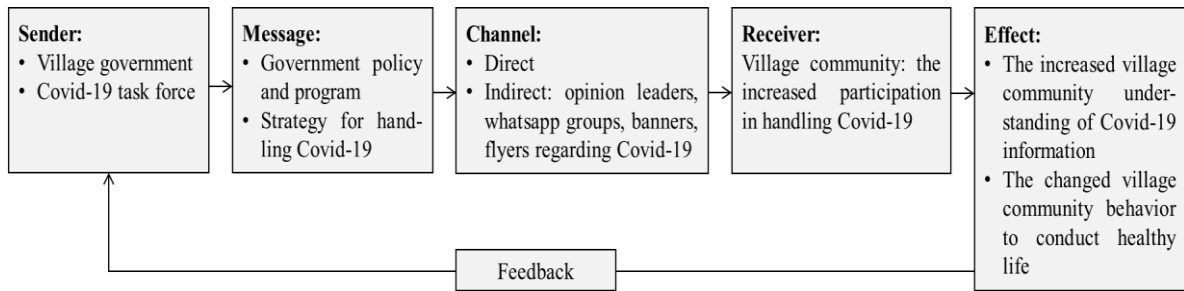 Sender:
• Village government
• Covid-19 task force
Message:
• Government policy
and program
• Strategy for hand-
ling Covid-19
Channel:
• Direct
• Indirect: opinion leaders,
whatsapp groups, banners,
flyers regarding Covid-19
Receiver:
Village community: the
increased participation
in handling Covid-19
Effect:
• The increased village
community under-
standing of Covid-19
information
• The changed village
community behavior
to conduct healthy
life
Feedback